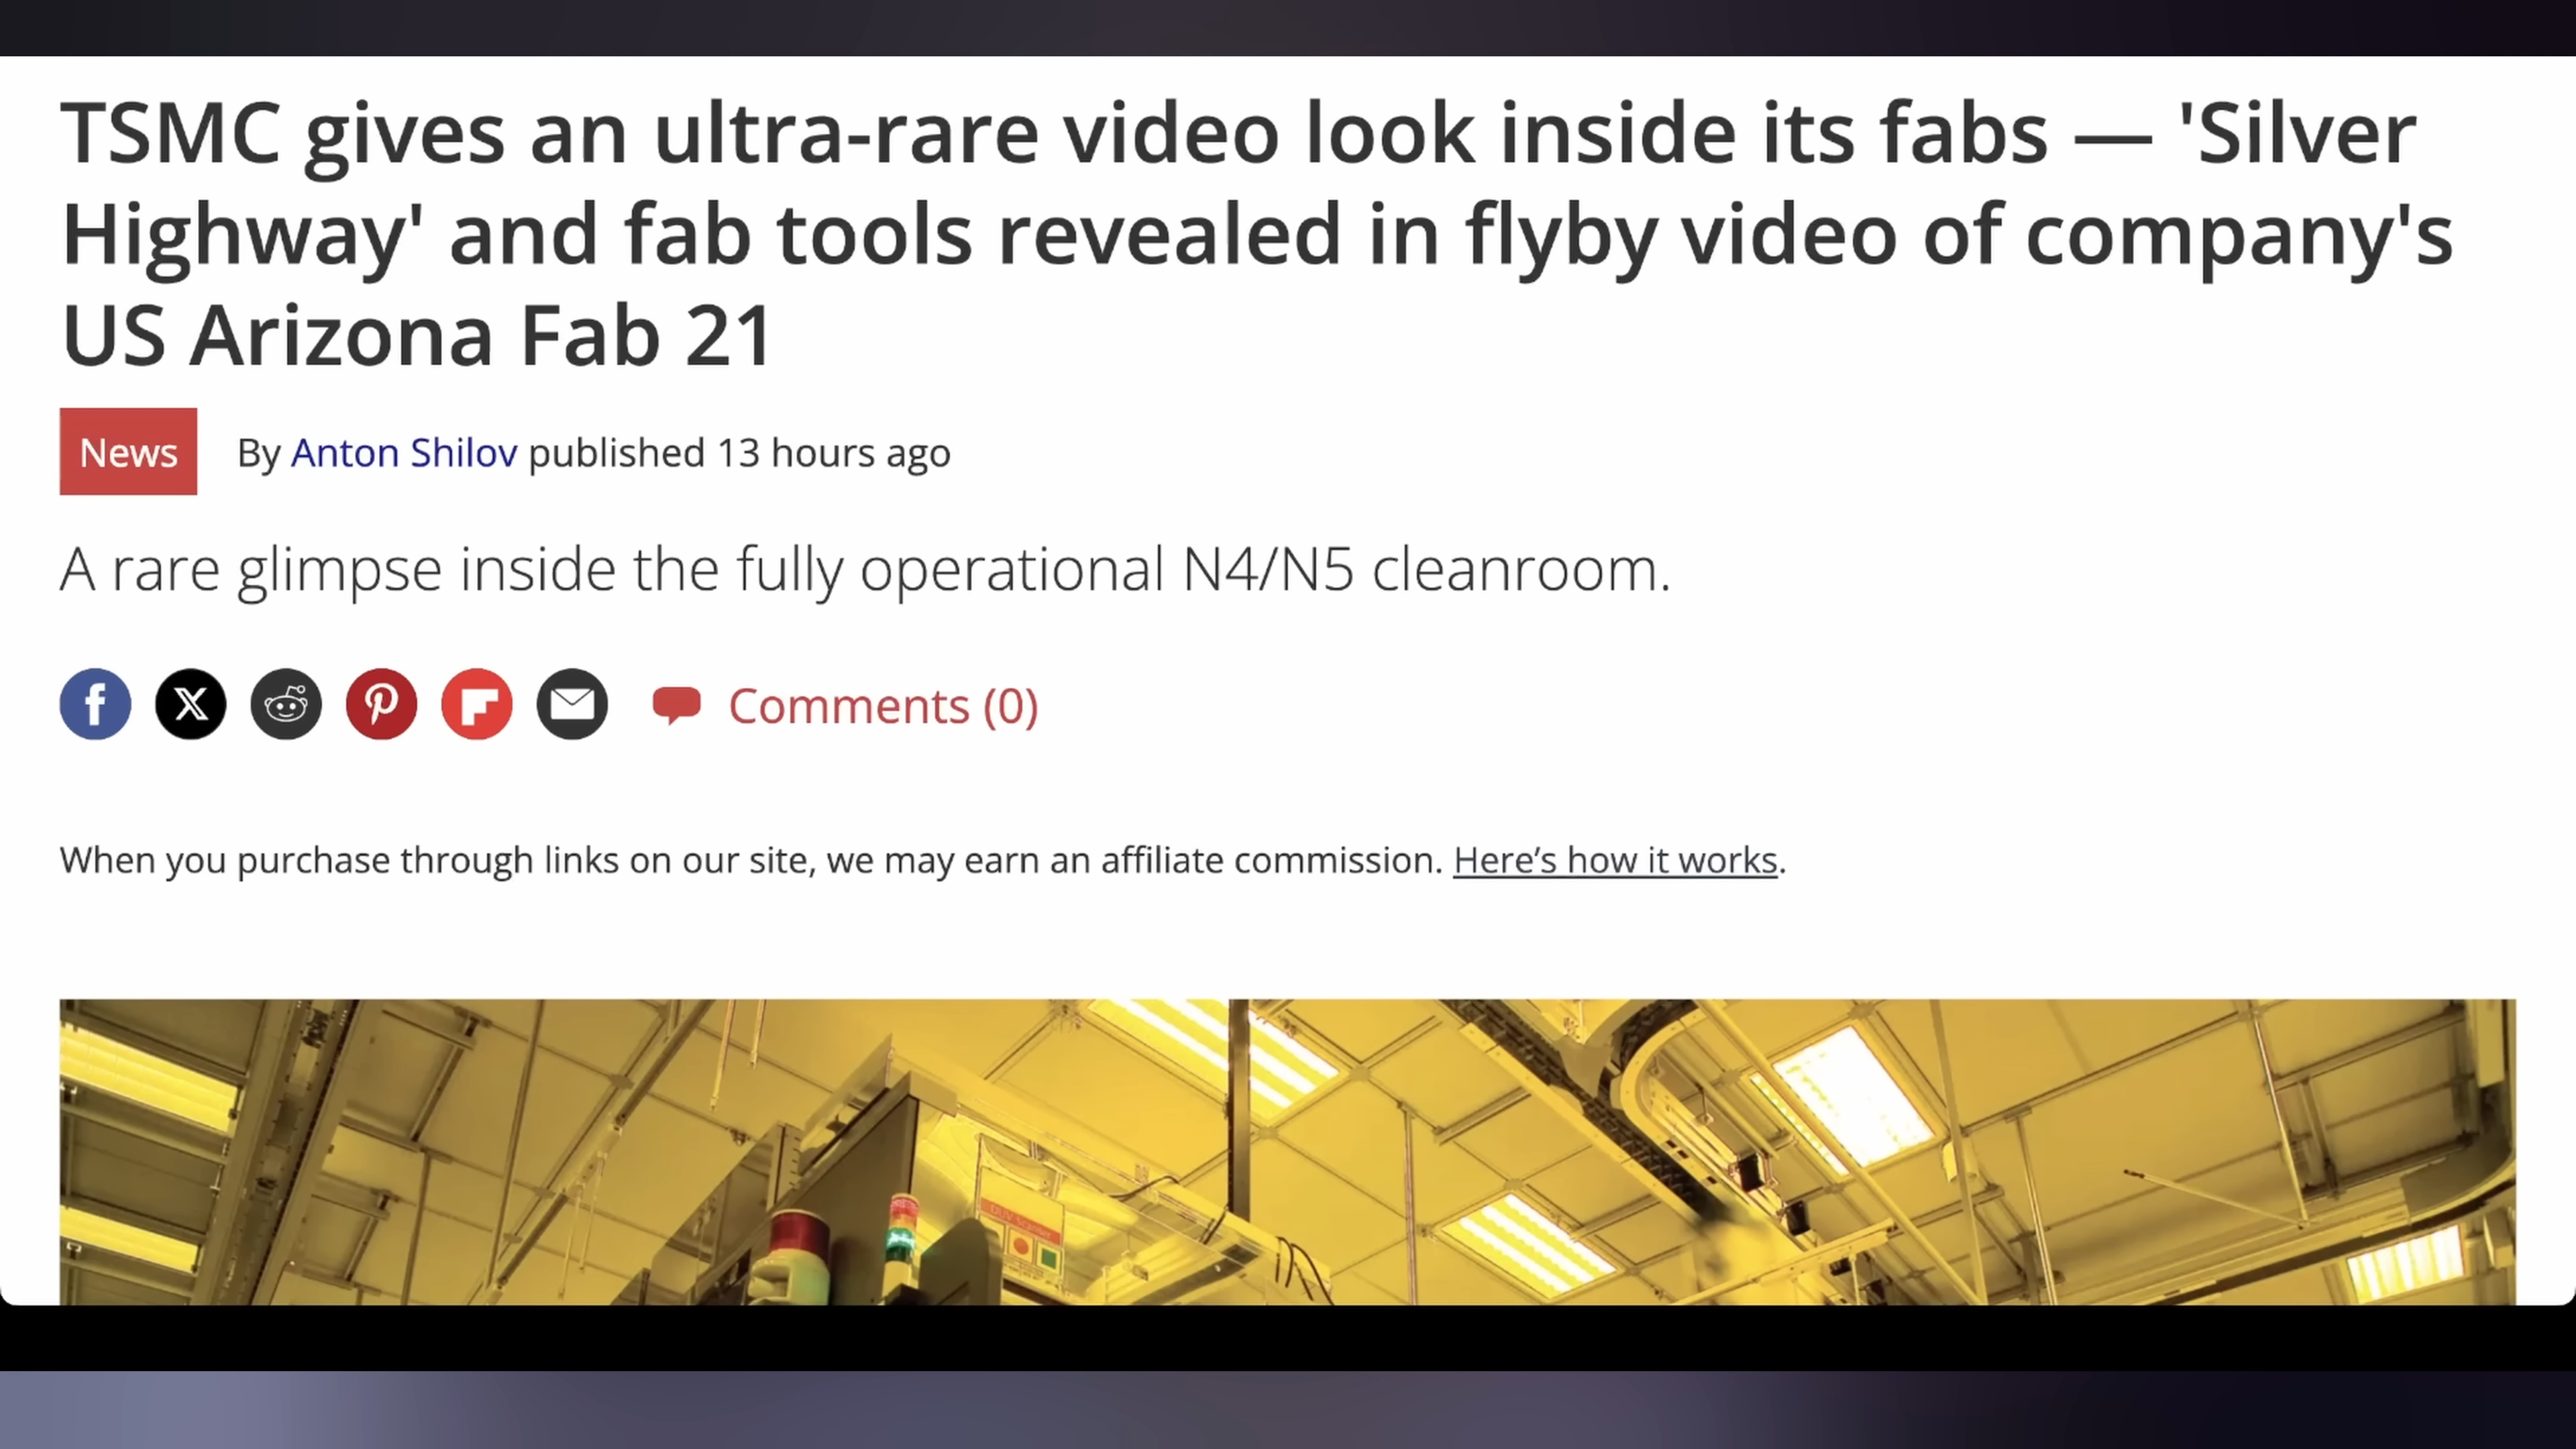 TSMC gives an ultra-rare video look inside its fabs — 'Silver
Highway' and fab tools revealed in flyby video of company's
US Arizona Fab 21
News
By Anton Shilov published 13 hours ago
A rare glimpse inside the fully operational N4/N5 cleanroom.
Comments (0)
When you purchase through links on our site, we may earn an affiliate commission. Here’s how it works.